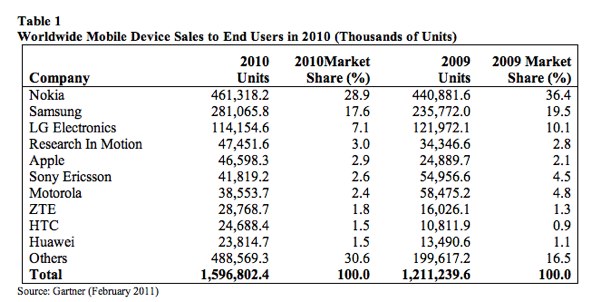 Table 1
Worldwide Mobile Device Sales to End Users in 2010 (Thousands of Units)
2010 2010Market 2009 2009 Market
Company Units Share (%) Units Share (%)
Nokia 461,318.2 28.9 440,881.6 36.4
Samsung 281,065.8 17.6 235,772.0 19.5
LG Electronics 114,154.6 7.1 121,972.1 10.1
Research In Motion 47,451.6 3.0 34,346.6 2.8
Apple 46,598.3 2.9 24,889.7 2.1
Sony Ericsson 41,819.2 2.6 54,956.6 4.5
Motorola 38,553.7 2.4 58,475.2 4.8
ZTE 28,768.7 1.8 16,026.1 1.3
HTC 24,688.4 1.5 10,811.9 0.9
Huawei 23,814.7 1.5 13,490.6 1.1
Others 488,569.3 30.6 199,617.2 16.5
Total 1,596,802.4 100.0 1,211,239.6 100.0
Source: Gartner (February 2011)